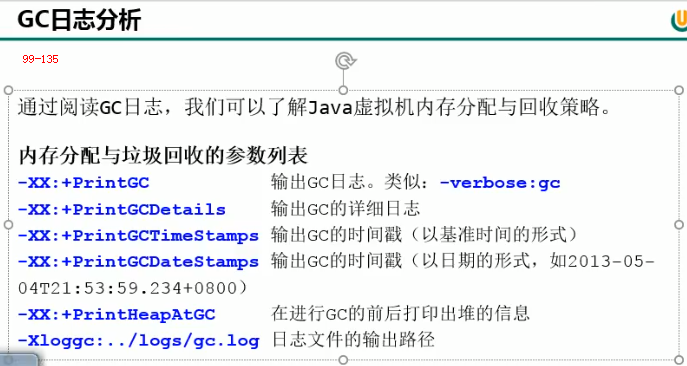 GC日志分析
99-135
通过阅读GC日志，我们可以了解Java虚拟机内存分配与回收策略。
内存分配与垃圾回收的参数列表
-XX:+PrintGC 输出GC日志。类似：-verbose:gc
-XX:+PrintGCDetails 输出GC的详细日志
-XX:+PrintGCTimeStamps 输出GC的时间戳（以基准时间的形式）
-XX:+PrintGCDateStamps 输出GC的时间戳（以日期的形式，如2013-05-
04T21:53:59.234+0800）
-XX:+PrintHeapAtGC 在进行GC的前后打印出堆的信息
-Xloggc:../logs/gc.log 日志文件的输出路径